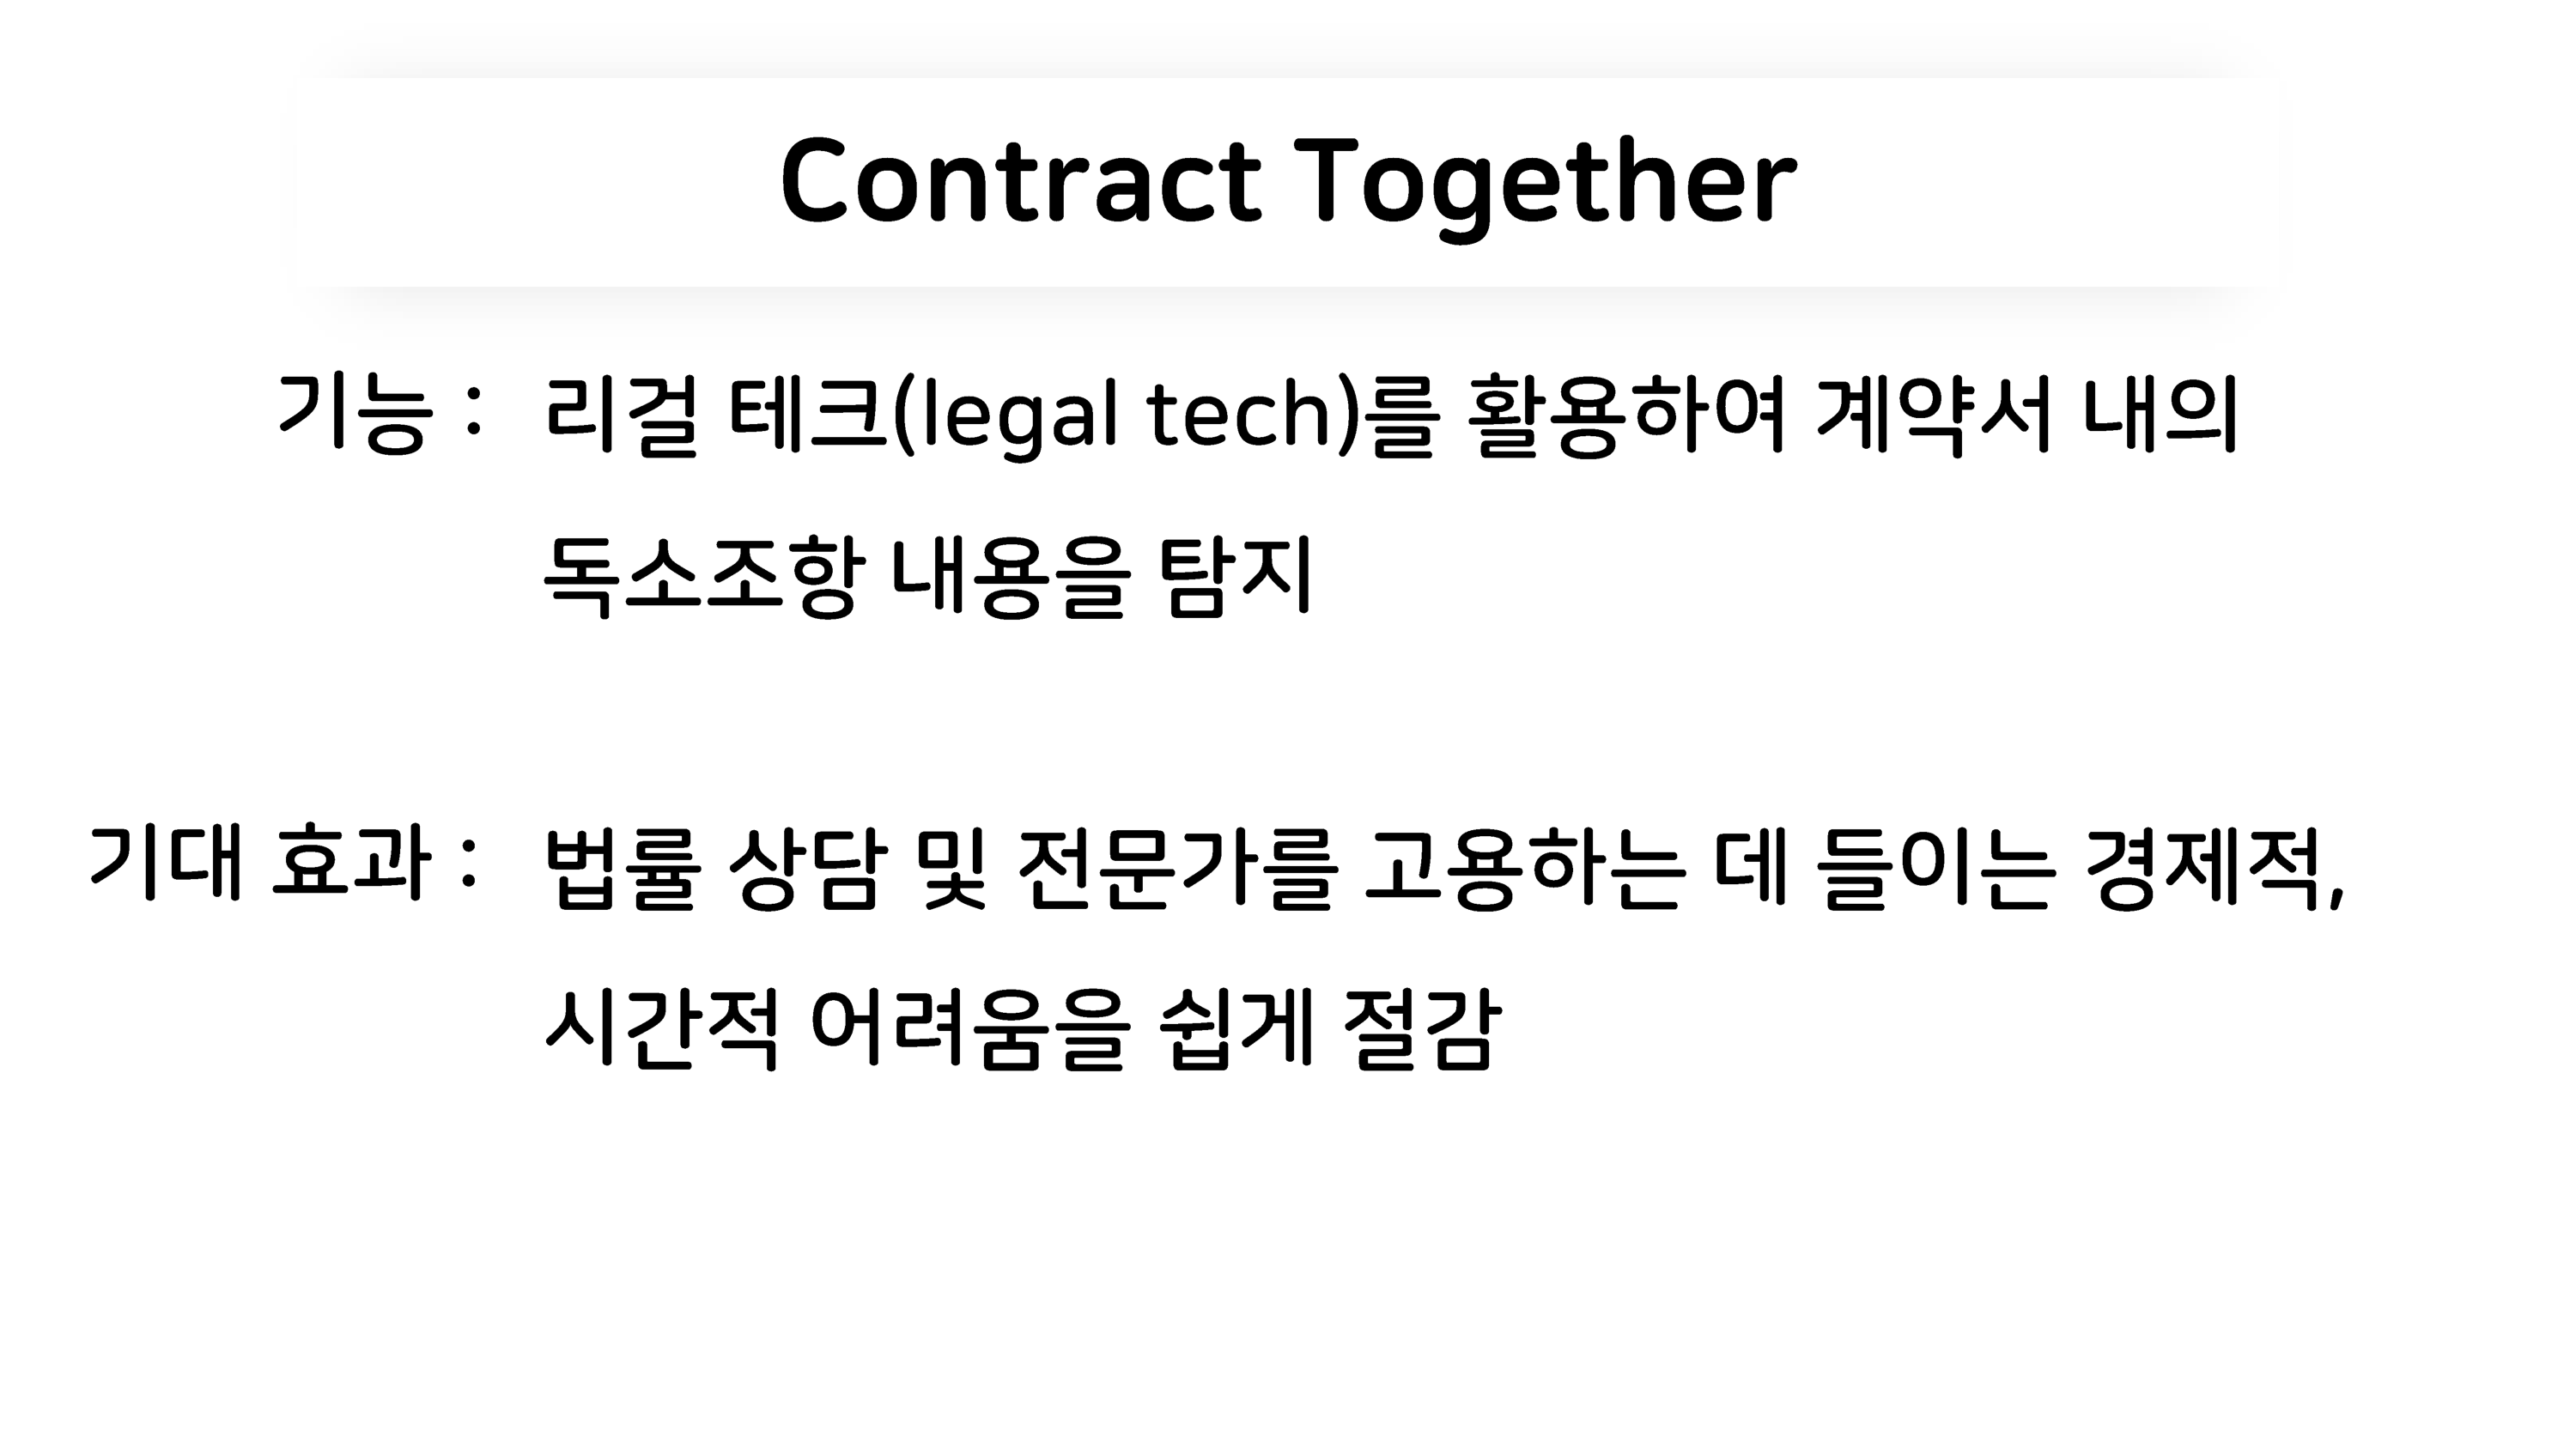 Contract Together
기능 : 리걸 테크(legal tech)를 활용하여 계약서 내의
독소조항 내용을 탐지
기대 효과 : 법률 상담 및 전문가를 고용하는 데 들이는 경제적,
시간적 어려움을 쉽게 절감